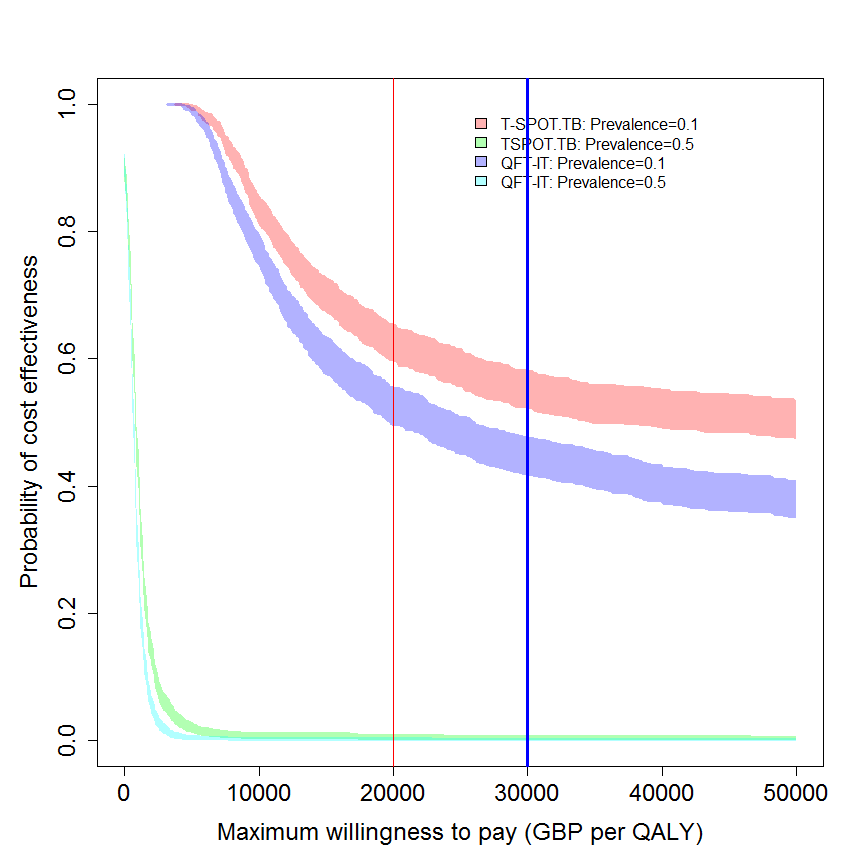 1.0
0.8
0.6
0.4
0.2
0.0
Probability of cost effectiveness
T-SPOT.TB: Prevalence=0.1
TSPOT.TB: Prevalence=0.5
QFT-IT: Prevalence=0.1
QFT-IT: Prevalence=0.5
0 10000 20000 30000 40000 50000
Maximum willingness to pay (GBP per QALY)